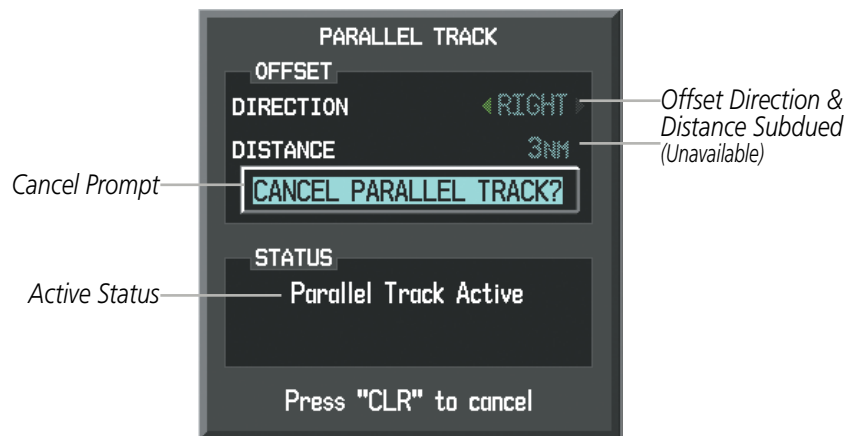 PARALLEL TRACK
OFFSET
DIRECTION RIGHT
DISTANCE 3NM
CANCEL PARALLEL TRACK?
STATUS
Parallel Track Active
Press "CLR" to cancel
Offset Direction &
Distance Subdued
(Unavailable)
Cancel Prompt
Active Status